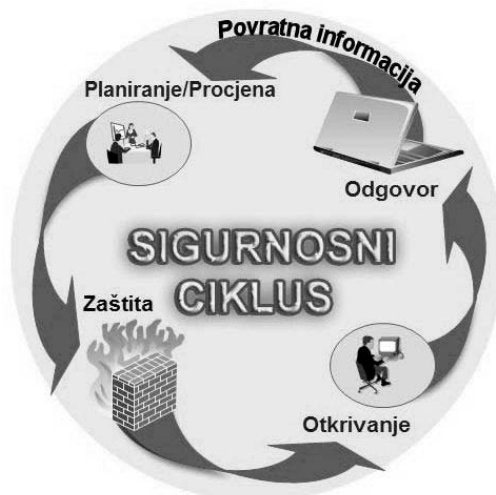 Povratna informacija
Planiranje/Procjena
Odgovor
SIGURNOSNI
CIKLUS
Zaštita
Otkrivanje